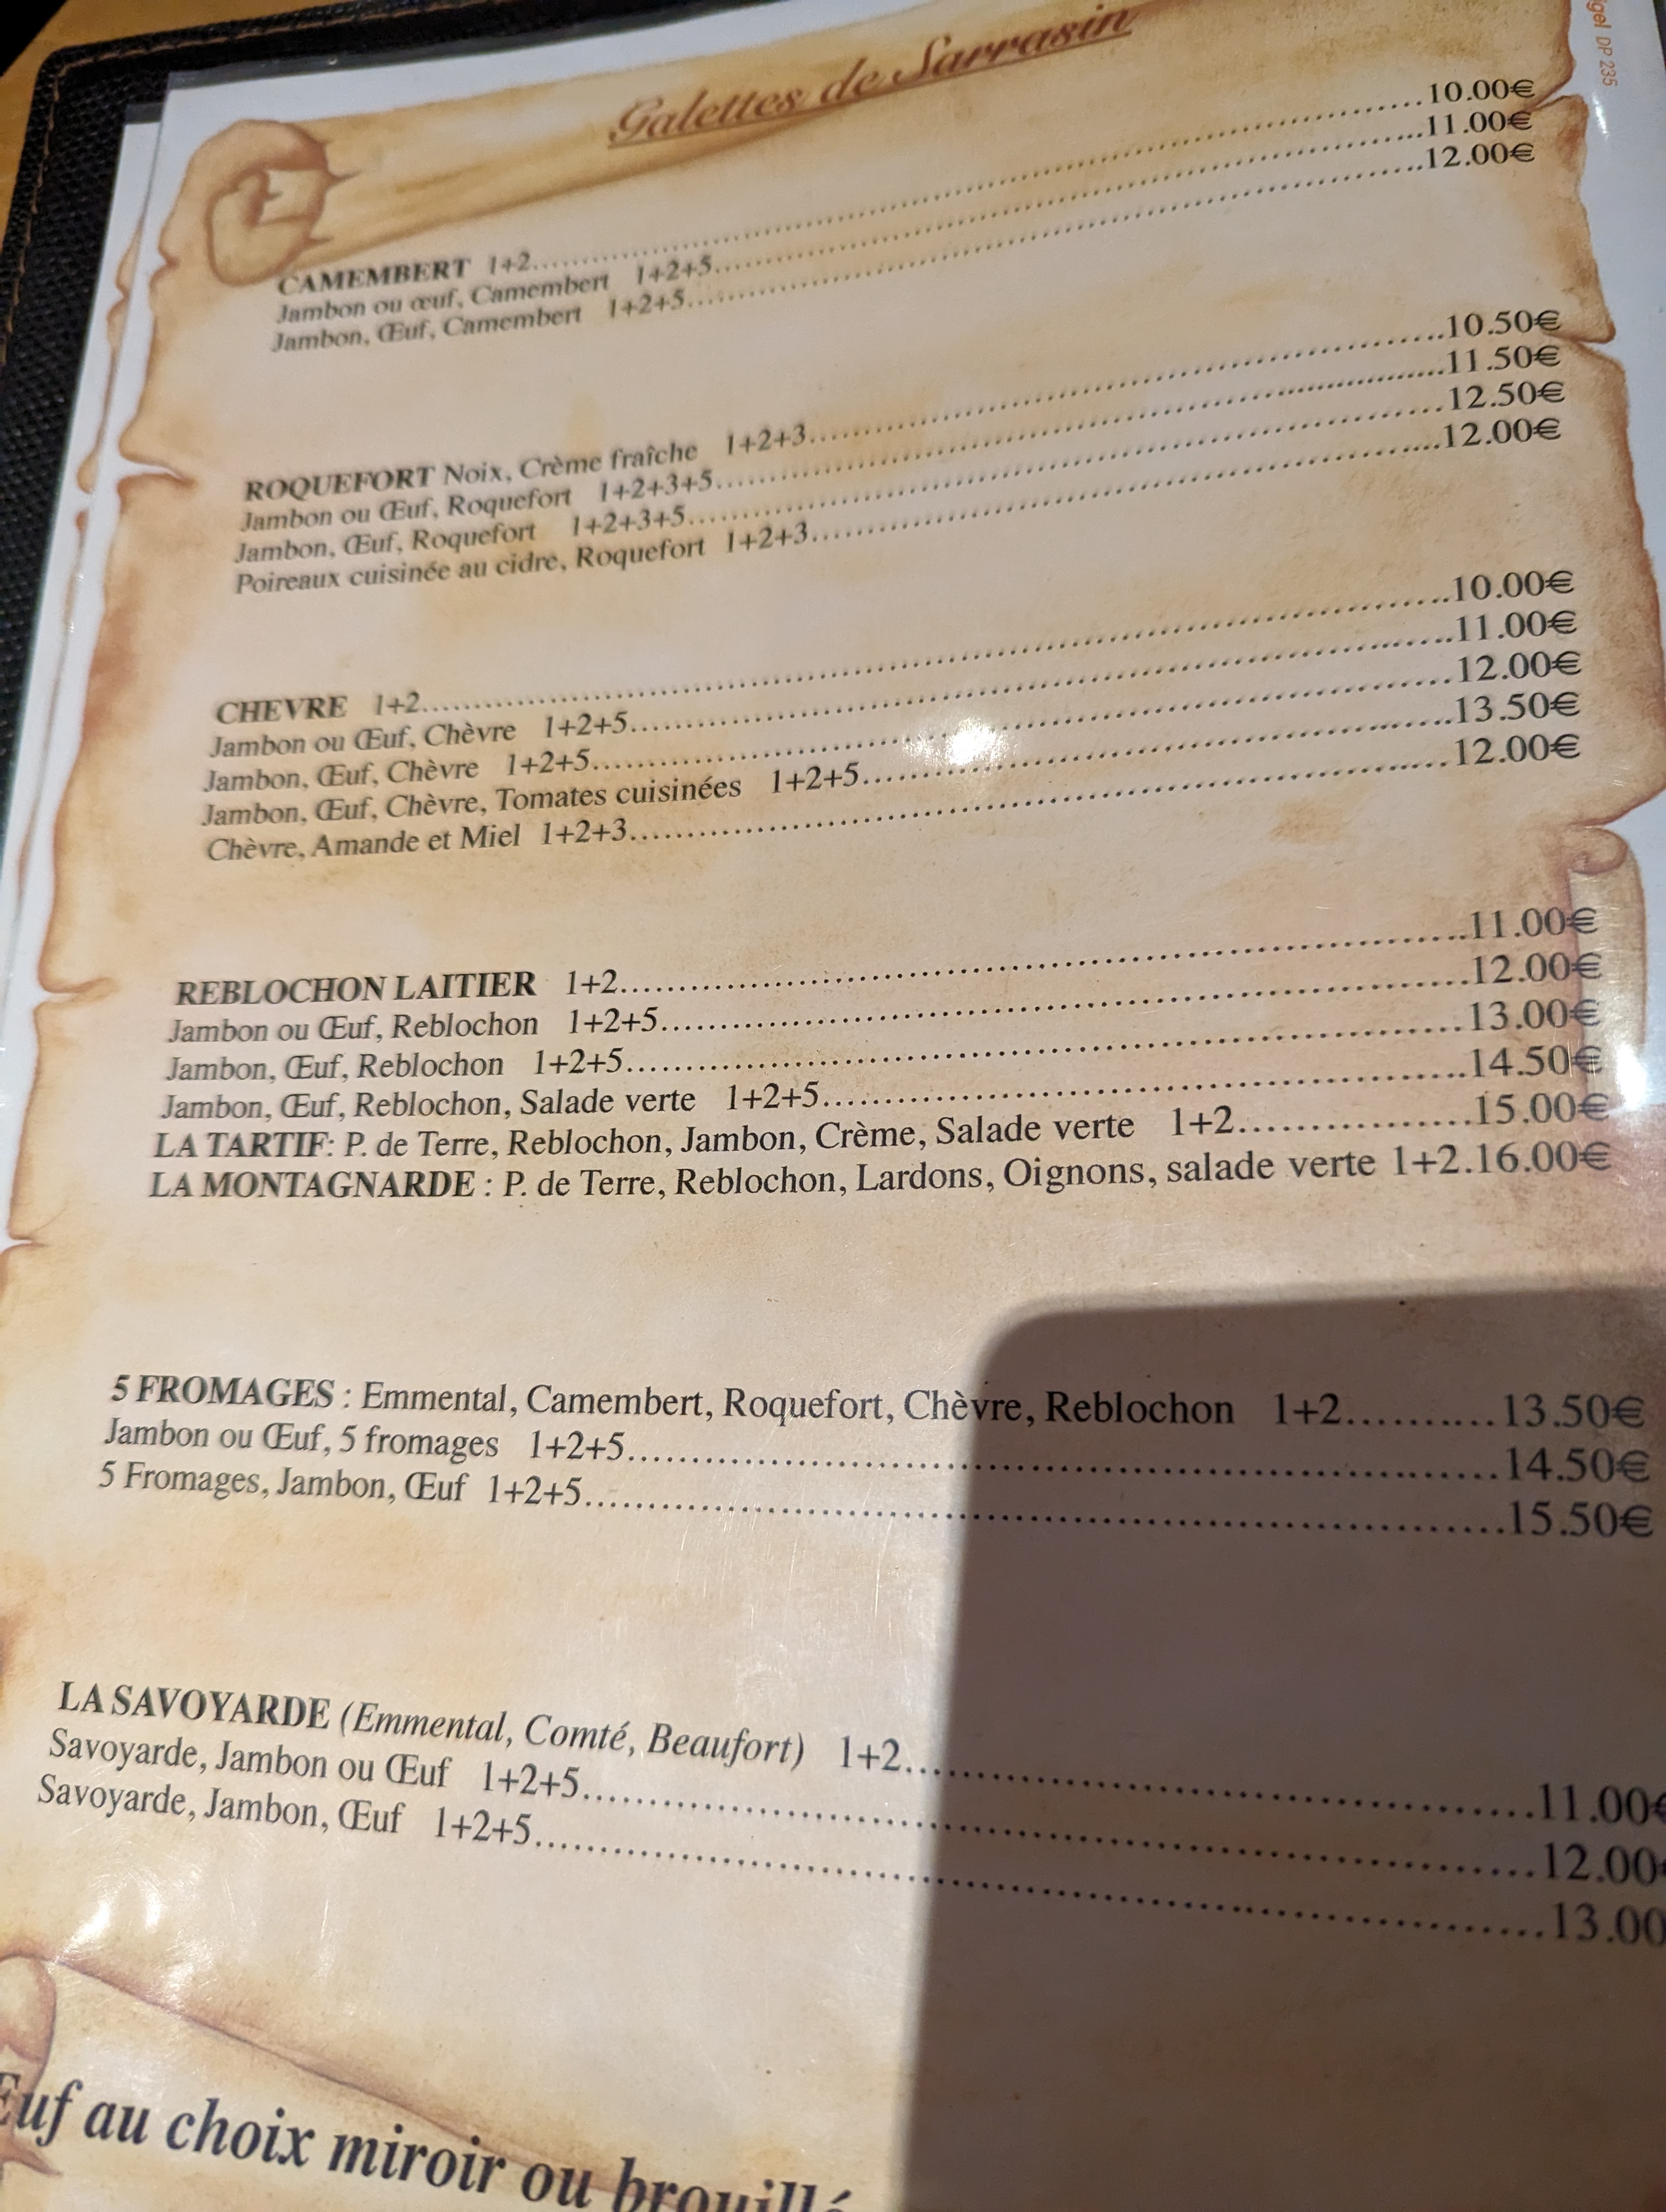 gel DP 235
Galettes de Sarrasin
CAMEMBERT 1+2..............................10.00€
Jambon ou œuf, Camembert 1+2+5..............................11.00€
Jambon, Œuf, Camembert 1+2+5..............................12.00€
ROQUEFORT Noix, Crème fraîche 1+2+3..............................10.50€
Jambon ou Œuf, Roquefort 1+2+3+5..............................11.50€
Jambon, Œuf, Roquefort 1+2+3+5..............................12.50€
Poireaux cuisinée au cidre, Roquefort 1+2+3..............................12.00€
CHEVRE 1+2..............................10.00€
Jambon ou Œuf, Chèvre 1+2+5..............................11.00€
Jambon, Œuf, Chèvre 1+2+5..............................12.00€
Jambon, Œuf, Chèvre, Tomates cuisinées 1+2+5..............................13.50€
Chèvre, Amande et Miel 1+2+3..............................12.00€
REBLOCHON LAITIER 1+2..............................11.00€
Jambon ou Œuf, Reblochon 1+2+5..............................12.00€
Jambon, Œuf, Reblochon 1+2+5..............................13.00€
Jambon, Œuf, Reblochon, Salade verte 1+2+5..............................14.50€
LA TARTIF: P. de Terre, Reblochon, Jambon, Crème, Salade verte 1+2.................15.00€
LA MONTAGNARDE : P. de Terre, Reblochon, Lardons, Oignons, salade verte 1+2.16.00€
5 FROMAGES : Emmental, Camembert, Roquefort, Chèvre, Reblochon 1+2..........13.50€
Jambon ou Œuf, 5 fromages 1+2+5..............................14.50€
5 Fromages, Jambon, Œuf 1+2+5..............................15.50€
LA SAVOYARDE (Emmental, Comté, Beaufort) 1+2..............................11.00€
Savoyarde, Jambon ou Œuf 1+2+5..............................12.00€
Savoyarde, Jambon, Œuf 1+2+5..............................13.00
Œuf au choix miroir ou brouillé